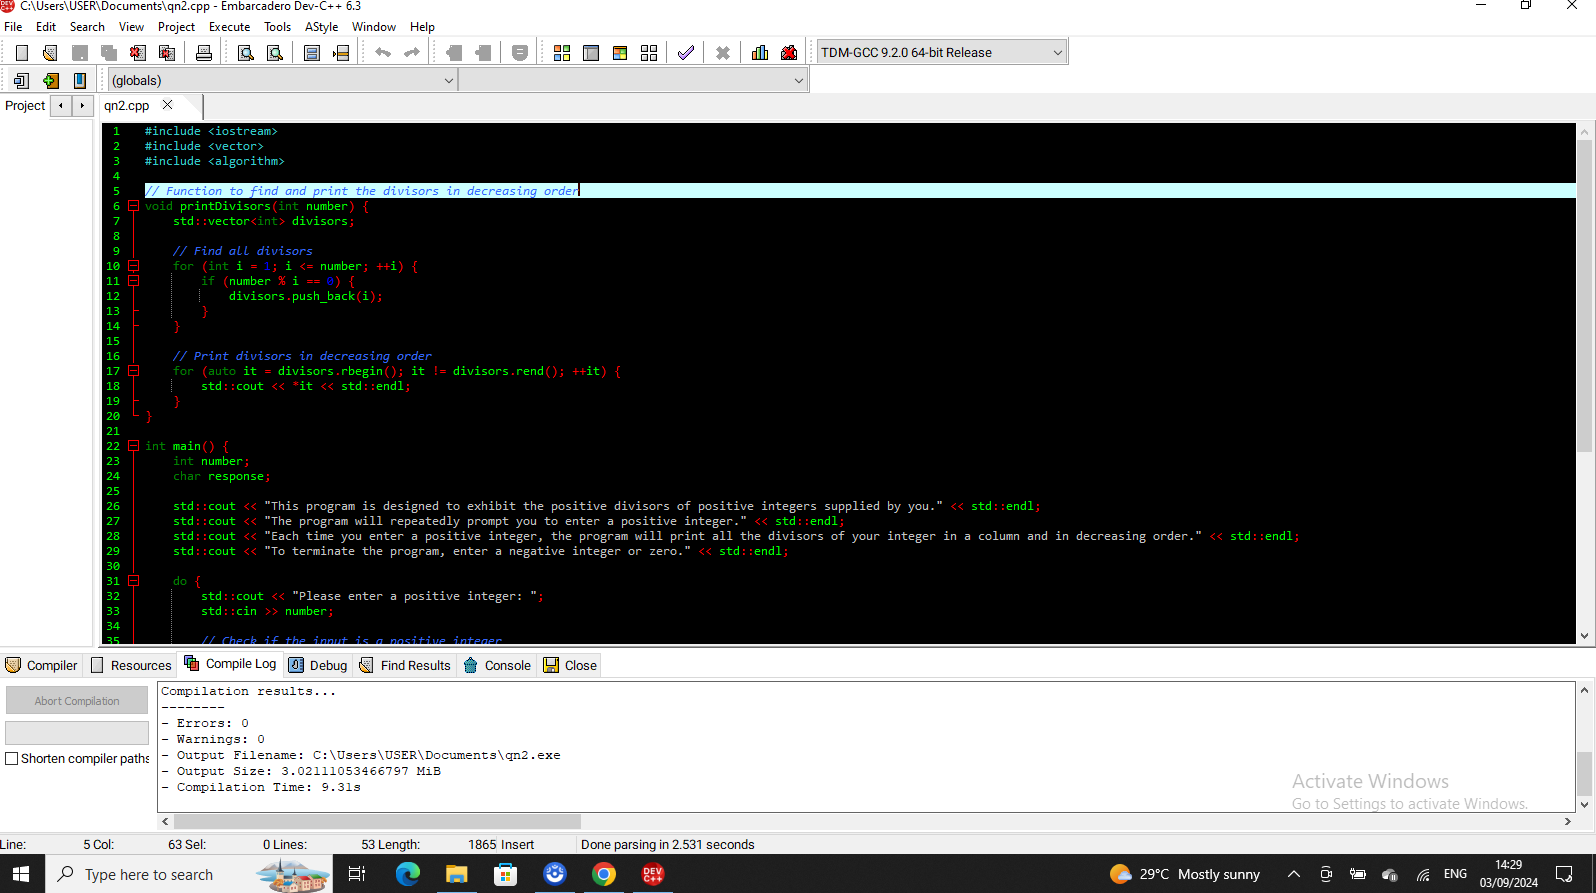 C:\Users\USER\Documents\qn2.cpp - Embarcadero Dev-C++ 6.3
File Edit Search View Project Execute Tools AStyle Window Help
TDM-GCC 9.2.0 64-bit Release
(globals)
Project qn2.cpp
1 #include <iostream>
2 #include <vector>
3 #include <algorithm>
4
5 // Function to find and print the divisors in decreasing order
6 void printDivisors(int number) {
7 std::vector<int> divisors;
8
9 // Find all divisors
10 for (int i = 1; i <= number; ++i) {
11 if (number % i == 0) {
12 divisors.push_back(i);
13 }
14 }
15
16 // Print divisors in decreasing order
17 for (auto it = divisors.rbegin(); it != divisors.rend(); ++it) {
18 std::cout << *it << std::endl;
19 }
20 }
21
22 int main() {
23 int number;
24 char response;
25
26 std::cout << "This program is designed to exhibit the positive divisors of positive integers supplied by you." << std::endl;
27 std::cout << "The program will repeatedly prompt you to enter a positive integer." << std::endl;
28 std::cout << "Each time you enter a positive integer, the program will print all the divisors of your integer in a column and in decreasing order." << std::endl;
29 std::cout << "To terminate the program, enter a negative integer or zero." << std::endl;
30
31 do {
32 std::cout << "Please enter a positive integer: ";
33 std::cin >> number;
34
35 // Check if the input is a positive integer
Compiler Resources Compile Log Debug Find Results Console Close
Abort Compilation
Shorten compiler paths
Compilation results...
--------
- Errors: 0
- Warnings: 0
- Output Filename: C:\Users\USER\Documents\qn2.exe
- Output Size: 3.02111053466797 MiB
- Compilation Time: 9.31s
Activate Windows
Go to Settings to activate Windows.
Line: 5 Col: 63 Sel: 0 Lines: 53 Length: 1865 Insert Done parsing in 2.531 seconds
Type here to search
DEV C++
29°C Mostly sunny
ENG
14:29
03/09/2024